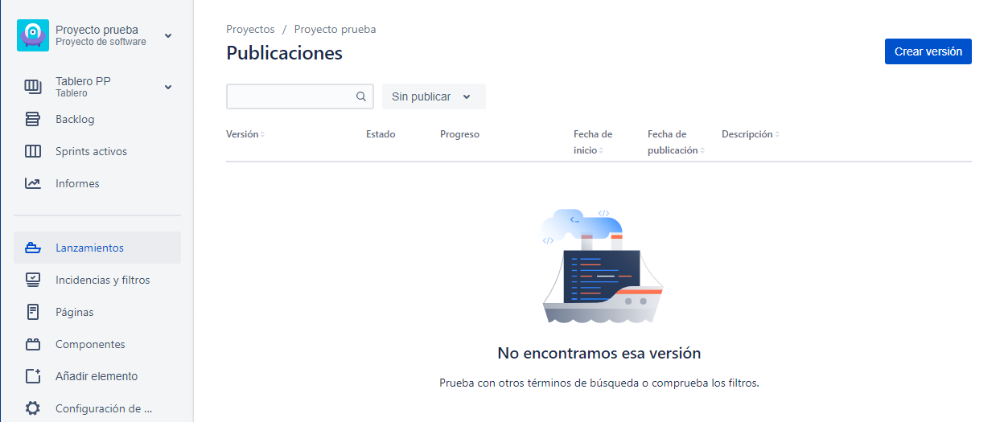 Proyecto prueba
Proyecto de software
Tablero PP
Tablero
Backlog
Sprints activos
Informes
Lanzamientos
Incidencias y filtros
Páginas
Componentes
Añadir elemento
Configuración de ...
Proyectos / Proyecto prueba
Publicaciones
Crear versión
Sin publicar
Versión Estado Progreso Fecha de inicio Fecha de publicación Descripción
</>
</>
No encontramos esa versión
Prueba con otros términos de búsqueda o comprueba los filtros.